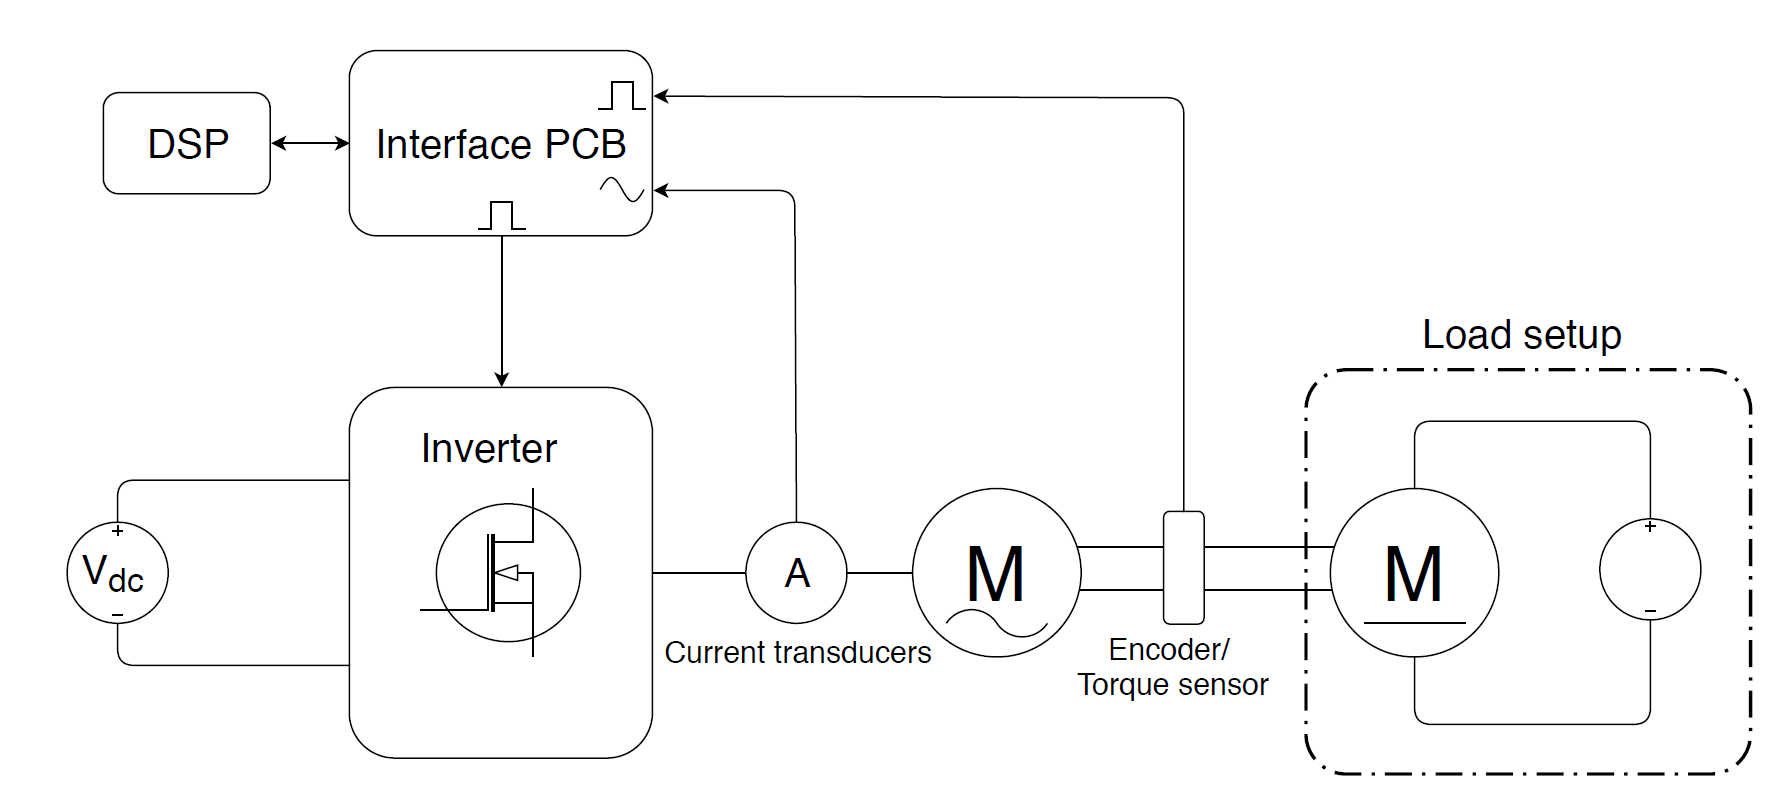 DSP
Interface PCB
Load setup
Inverter
+
Vdc
−
A
M
M
+
−
Current transducers
Encoder/
Torque sensor